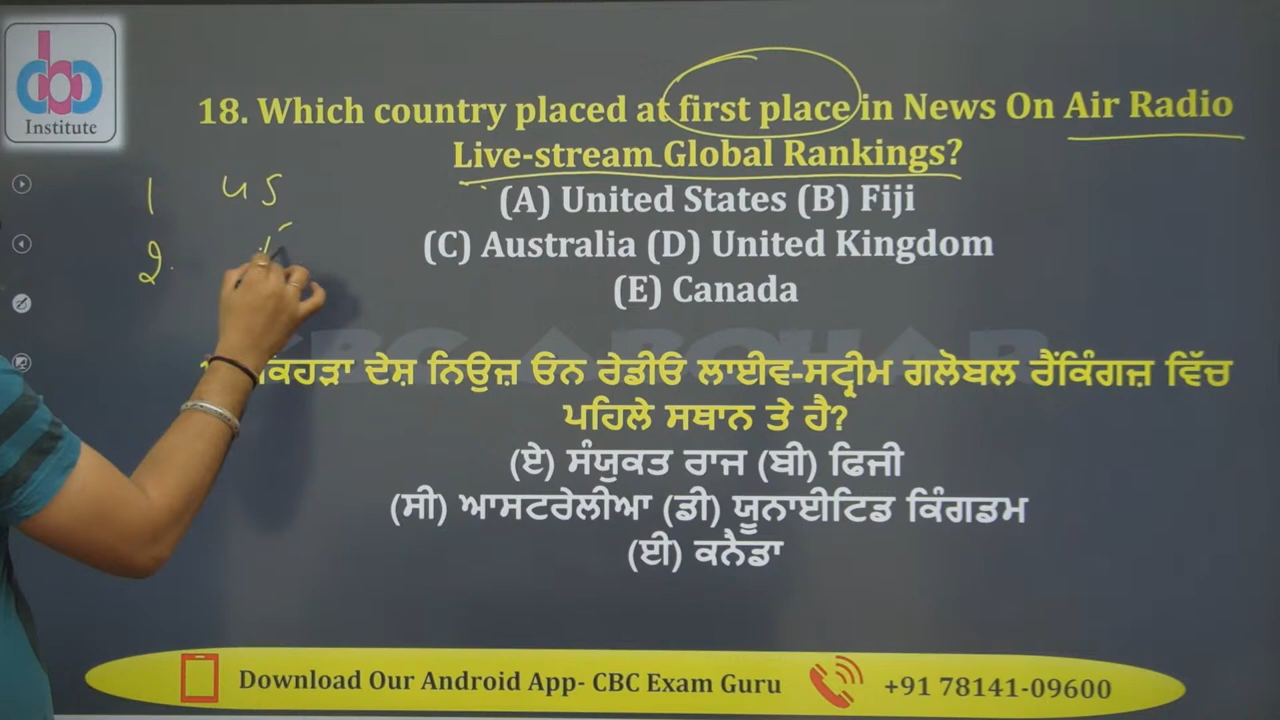 Institute
18. Which country placed at first place in News On Air Radio
Live-stream Global Rankings?
1 US
(A) United States (B) Fiji
2.
(C) Australia (D) United Kingdom
(E) Canada
CBC ABOHAR
ਕਿਹੜਾ ਦੇਸ਼ ਨਿਊਜ਼ ਓਨ ਰੇਡੀਓ ਲਾਈਵ-ਸਟ੍ਰੀਮ ਗਲੋਬਲ ਰੈਂਕਿੰਗਜ਼ ਵਿੱਚ
ਪਹਿਲੇ ਸਥਾਨ ਤੇ ਹੈ?
(ਏ) ਸੰਯੁਕਤ ਰਾਜ (ਬੀ) ਫਿਜੀ
(ਸੀ) ਆਸਟਰੇਲੀਆ (ਡੀ) ਯੂਨਾਈਟਿਡ ਕਿੰਗਡਮ
(ਈ) ਕਨੈਡਾ
Download Our Android App- CBC Exam Guru
+91 78141-09600